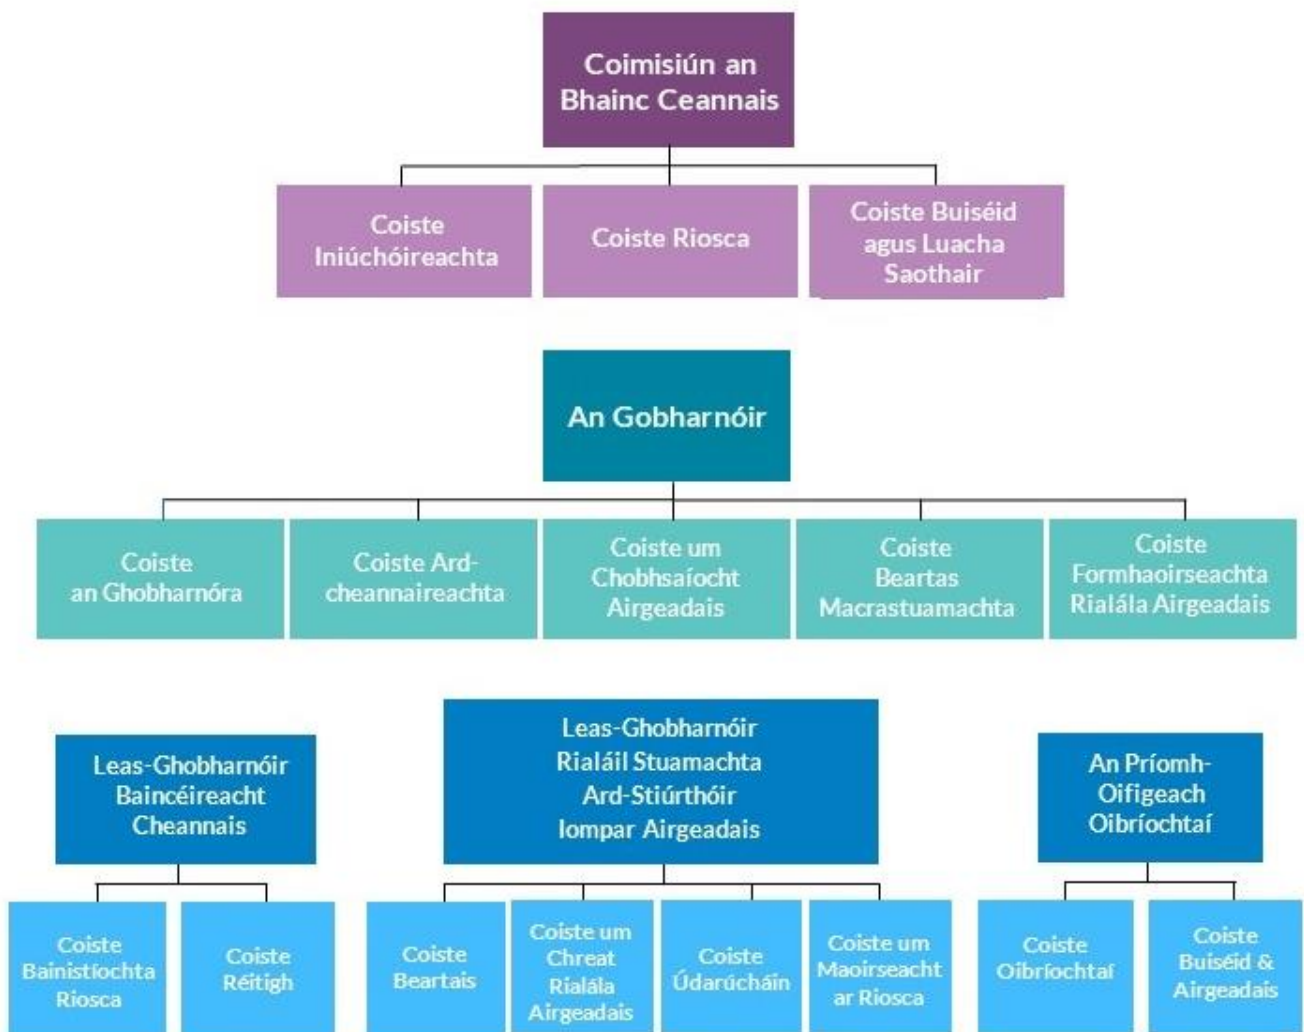 Coimisiún an
Bhainc Ceannais
Coiste
Iniúchóireachta
Coiste Riosca
Coiste Buiséid
agus Luacha
Saothair
An Gobharnóir
Coiste
an Ghobharnóra
Coiste Ard-
cheannaireachta
Coiste um
Chobhsaíocht
Airgeadais
Coiste
Beartas
Macrastuamachta
Coiste
Formhaoirseachta
Rialála Airgeadais
Leas-Ghobharnóir
Baincéireacht
Cheannais
Leas-Ghobharnóir
Rialáil Stuamachta
Ard-Stiúrthóir
Iompar Airgeadais
An Príomh-
Oifigeach
Oibríochtaí
Coiste
Bainistíochta
Riosca
Coiste
Réitigh
Coiste
Beartais
Coiste um
Chreat
Rialála
Airgeadais
Coiste
Údarúcháin
Coiste um
Maoirseacht
ar Riosca
Coiste
Oibríochtaí
Coiste
Buiséid &
Airgeadais